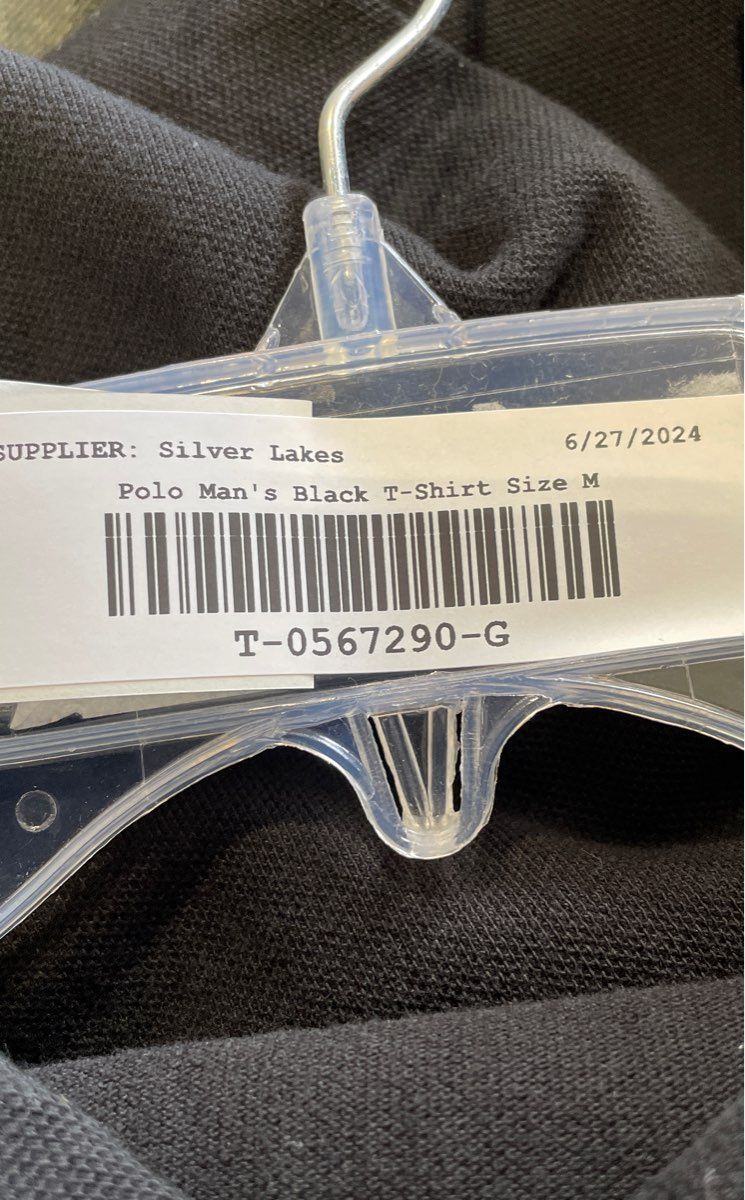 SUPPLIER: Silver Lakes 6/27/2024
Polo Man's Black T-Shirt Size M
T-0567290-G